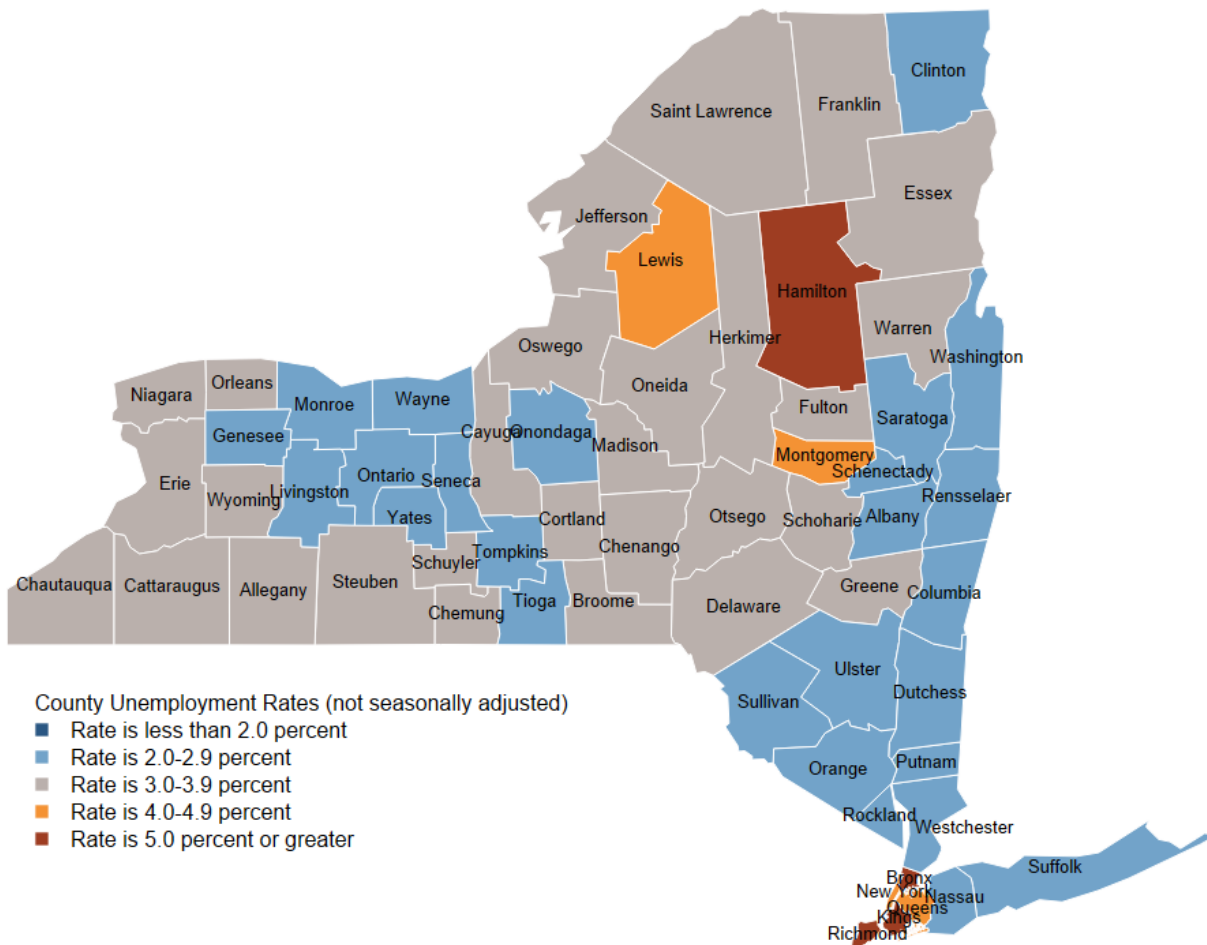 Clinton
Saint Lawrence
Franklin
Essex
Jefferson
Lewis
Hamilton
Herkimer
Warren
Washington
Oswego
Oneida
Niagara
Orleans
Monroe
Wayne
Fulton
Saratoga
Genesee
Cayuga
Onondaga
Madison
Montgomery
Schenectady
Erie
Wyoming
Livingston
Ontario
Seneca
Rensselaer
Yates
Cortland
Otsego
Schoharie
Albany
Tompkins
Chenango
Schuyler
Chautauqua
Cattaraugus
Allegany
Steuben
Greene
Columbia
Chemung
Tioga
Broome
Delaware
Ulster
Sullivan
Dutchess
Orange
Putnam
Rockland
Westchester
Suffolk
Bronx
New York
Nassau
Queens
Kings
Richmond
County Unemployment Rates (not seasonally adjusted)
Rate is less than 2.0 percent
Rate is 2.0-2.9 percent
Rate is 3.0-3.9 percent
Rate is 4.0-4.9 percent
Rate is 5.0 percent or greater